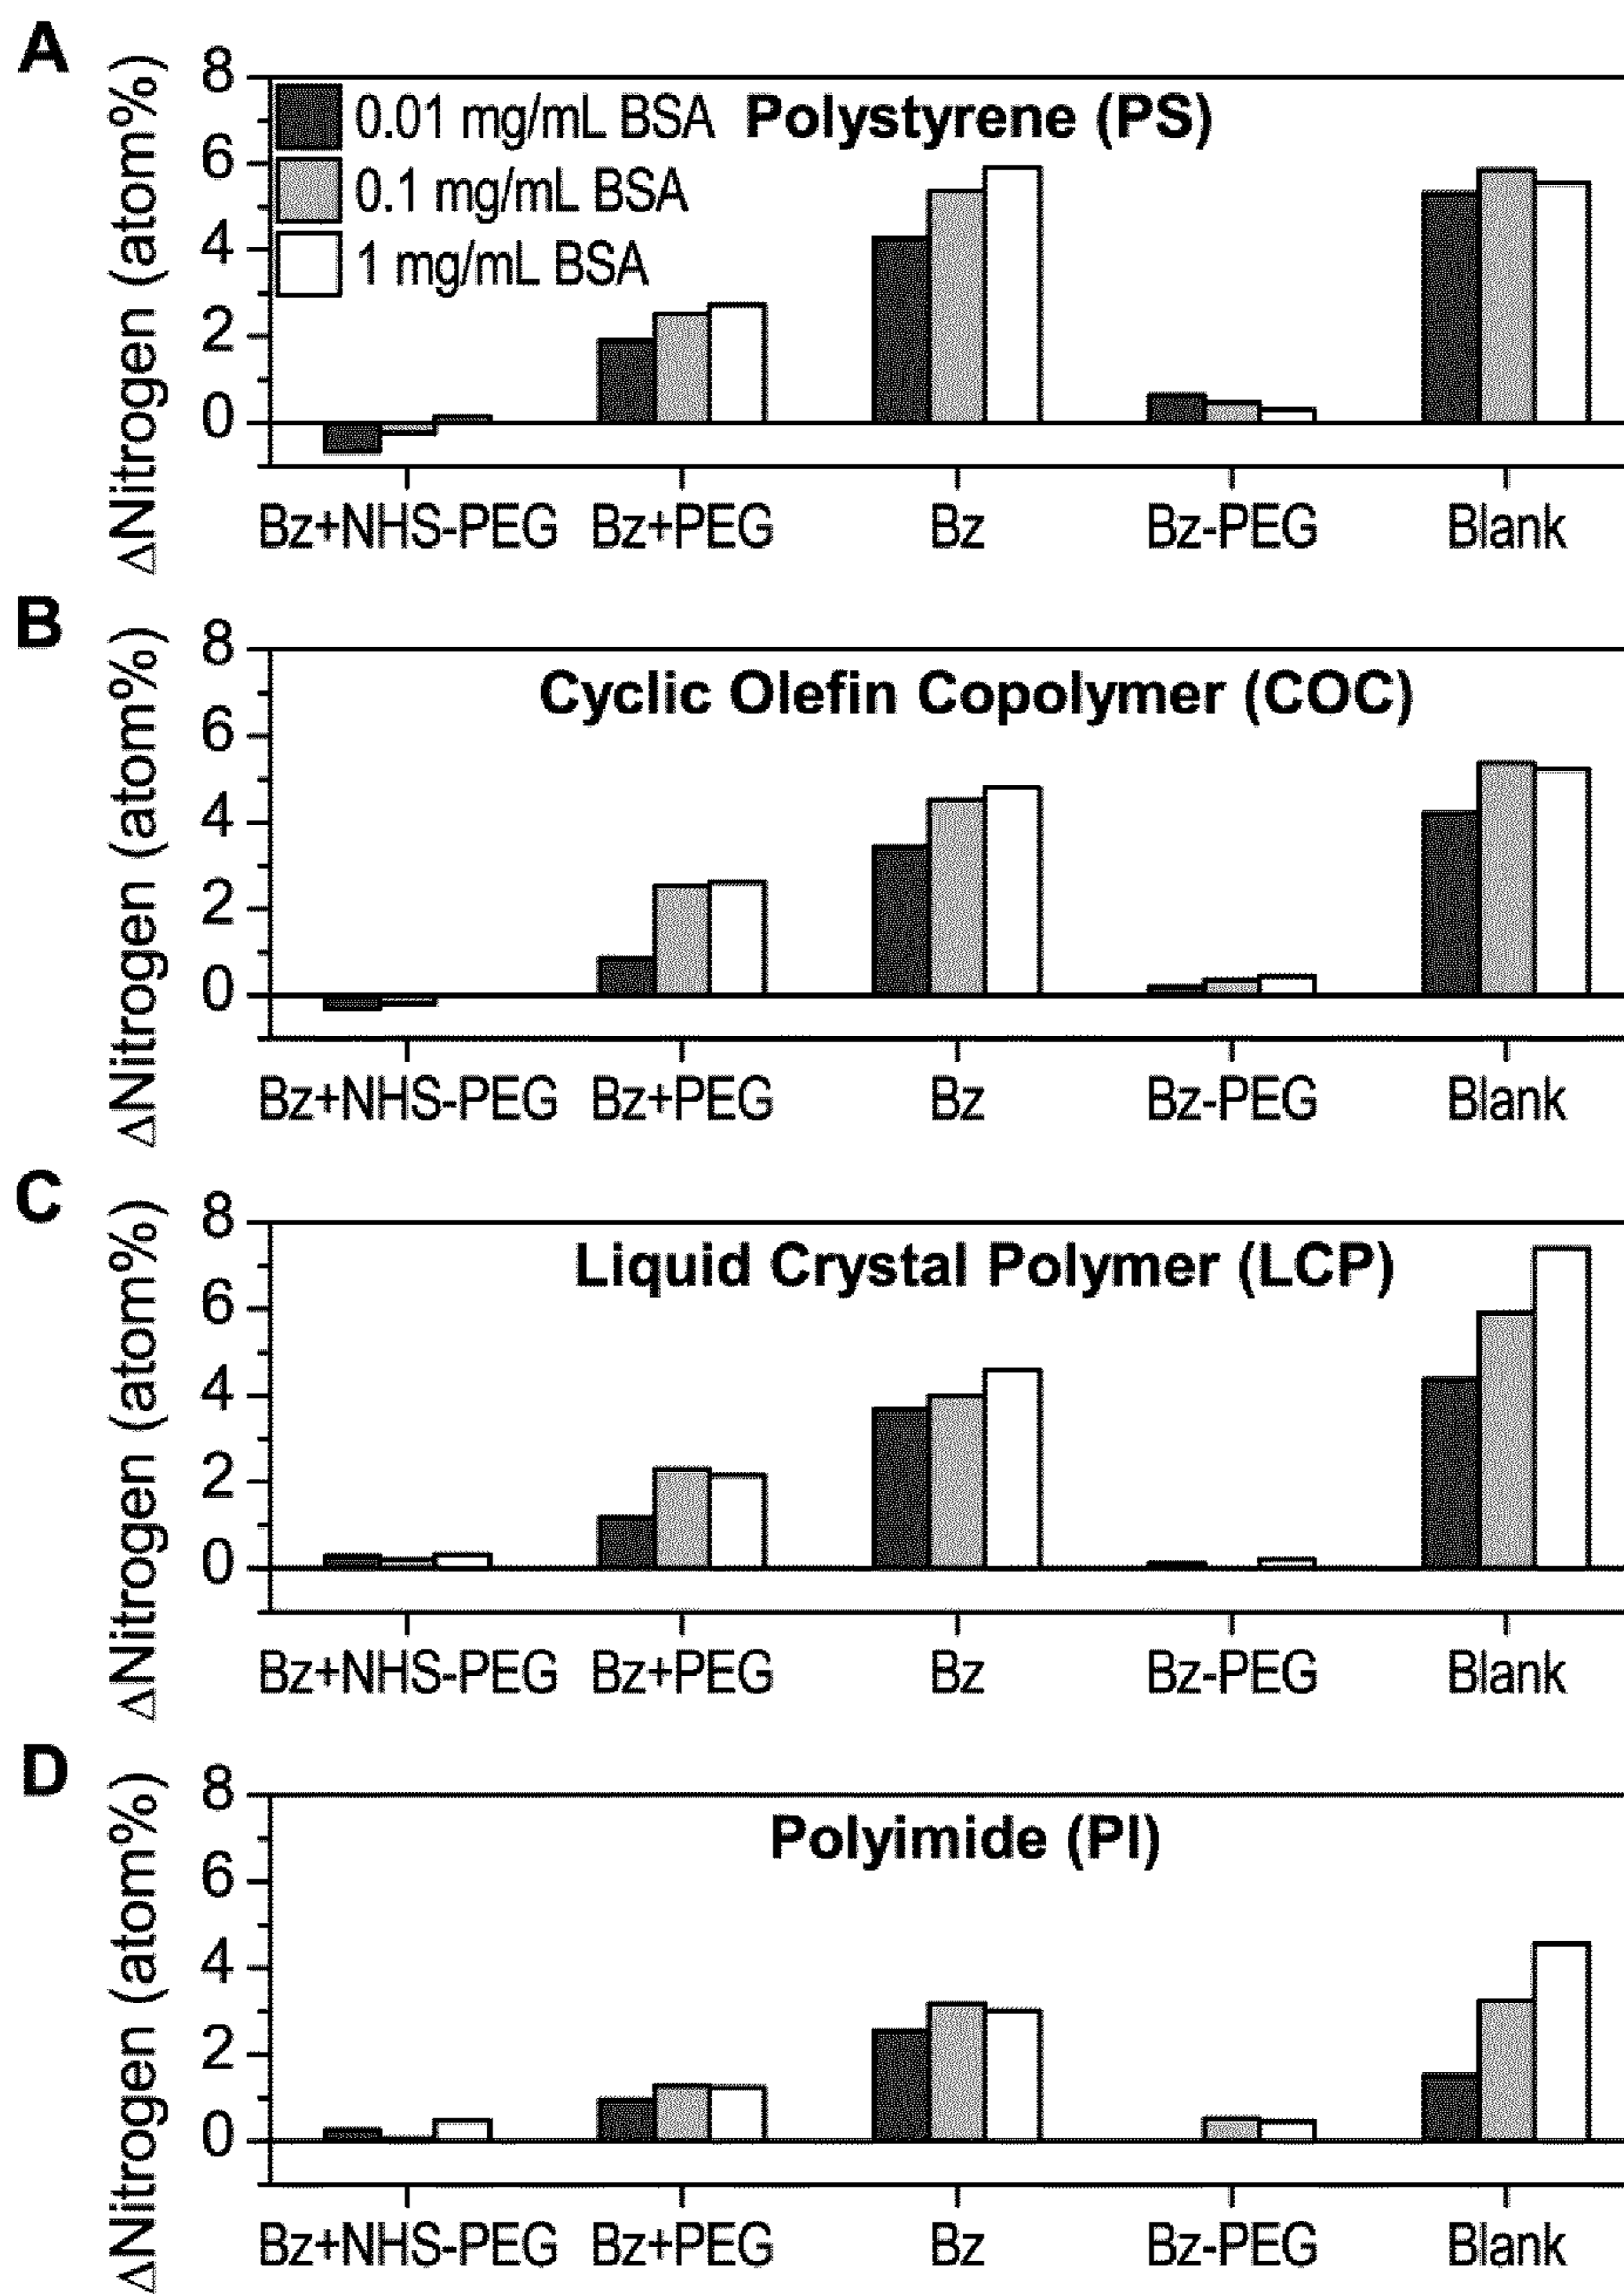 A
ΔNitrogen (atom%)
8
6
4
2
0
0.01 mg/mL BSA
0.1 mg/mL BSA
1 mg/mL BSA
Polystyrene (PS)
Bz+NHS-PEG Bz+PEG Bz Bz-PEG Blank
B
ΔNitrogen (atom%)
8
6
4
2
0
Cyclic Olefin Copolymer (COC)
Bz+NHS-PEG Bz+PEG Bz Bz-PEG Blank
C
ΔNitrogen (atom%)
8
6
4
2
0
Liquid Crystal Polymer (LCP)
Bz+NHS-PEG Bz+PEG Bz Bz-PEG Blank
D
ΔNitrogen (atom%)
8
6
4
2
0
Polyimide (PI)
Bz+NHS-PEG Bz+PEG Bz Bz-PEG Blank